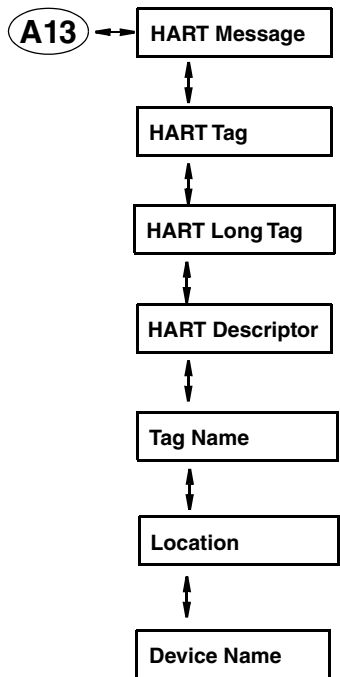 A13
HART Message
HART Tag
HART Long Tag
HART Descriptor
Tag Name
Location
Device Name